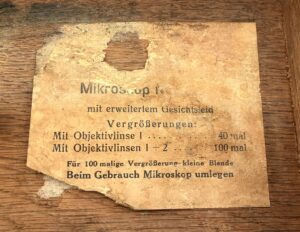 Mikroskop f
mit erweitertem Gesichtsfeld
Vergrößerungen:
Mit Objektivlinse 1 .... 40 mal
Mit Objektivlinsen 1 - 2 .... 100 mal
Für 100 malige Vergrößerung kleine Blende
Beim Gebrauch Mikroskop umlegen